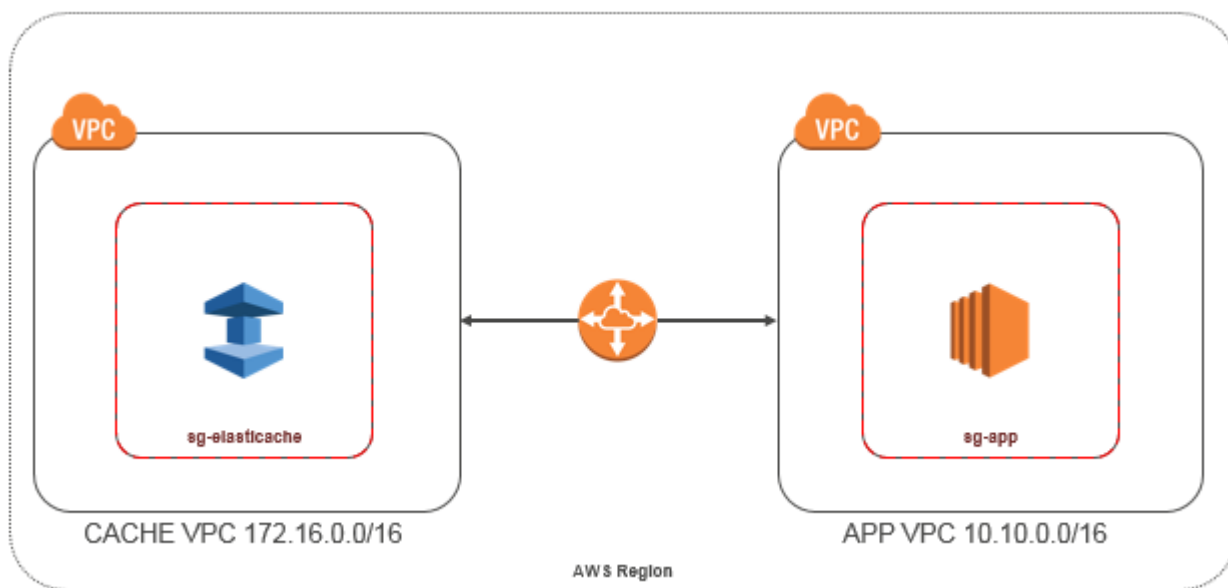 VPC
VPC
sg-elasticache
sg-app
CACHE VPC 172.16.0.0/16
APP VPC 10.10.0.0/16
AWS Region